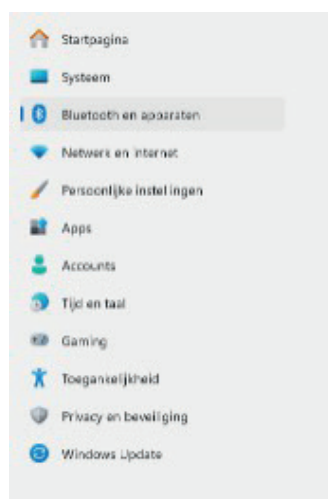 Startpagina
Systeem
Bluetooth en apparaten
Netwerk en internet
Persoonlijke instellingen
Apps
Accounts
Tijd en taal
Gaming
Toegankelijkheid
Privacy en beveiliging
Windows Update